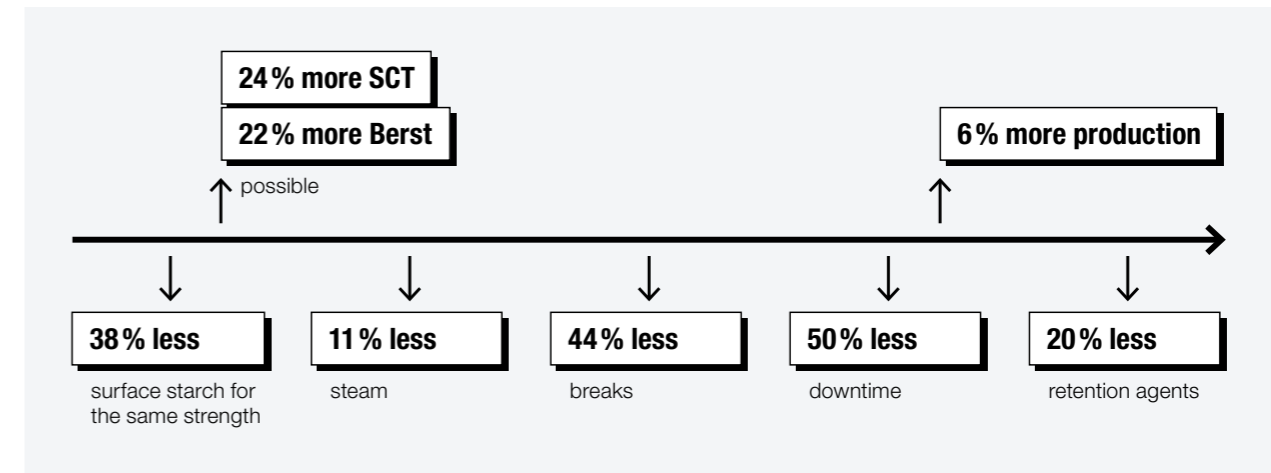 24% more SCT
22% more Berst
possible
6% more production
38% less
surface starch for
the same strength
11% less
steam
44% less
breaks
50% less
downtime
20% less
retention agents